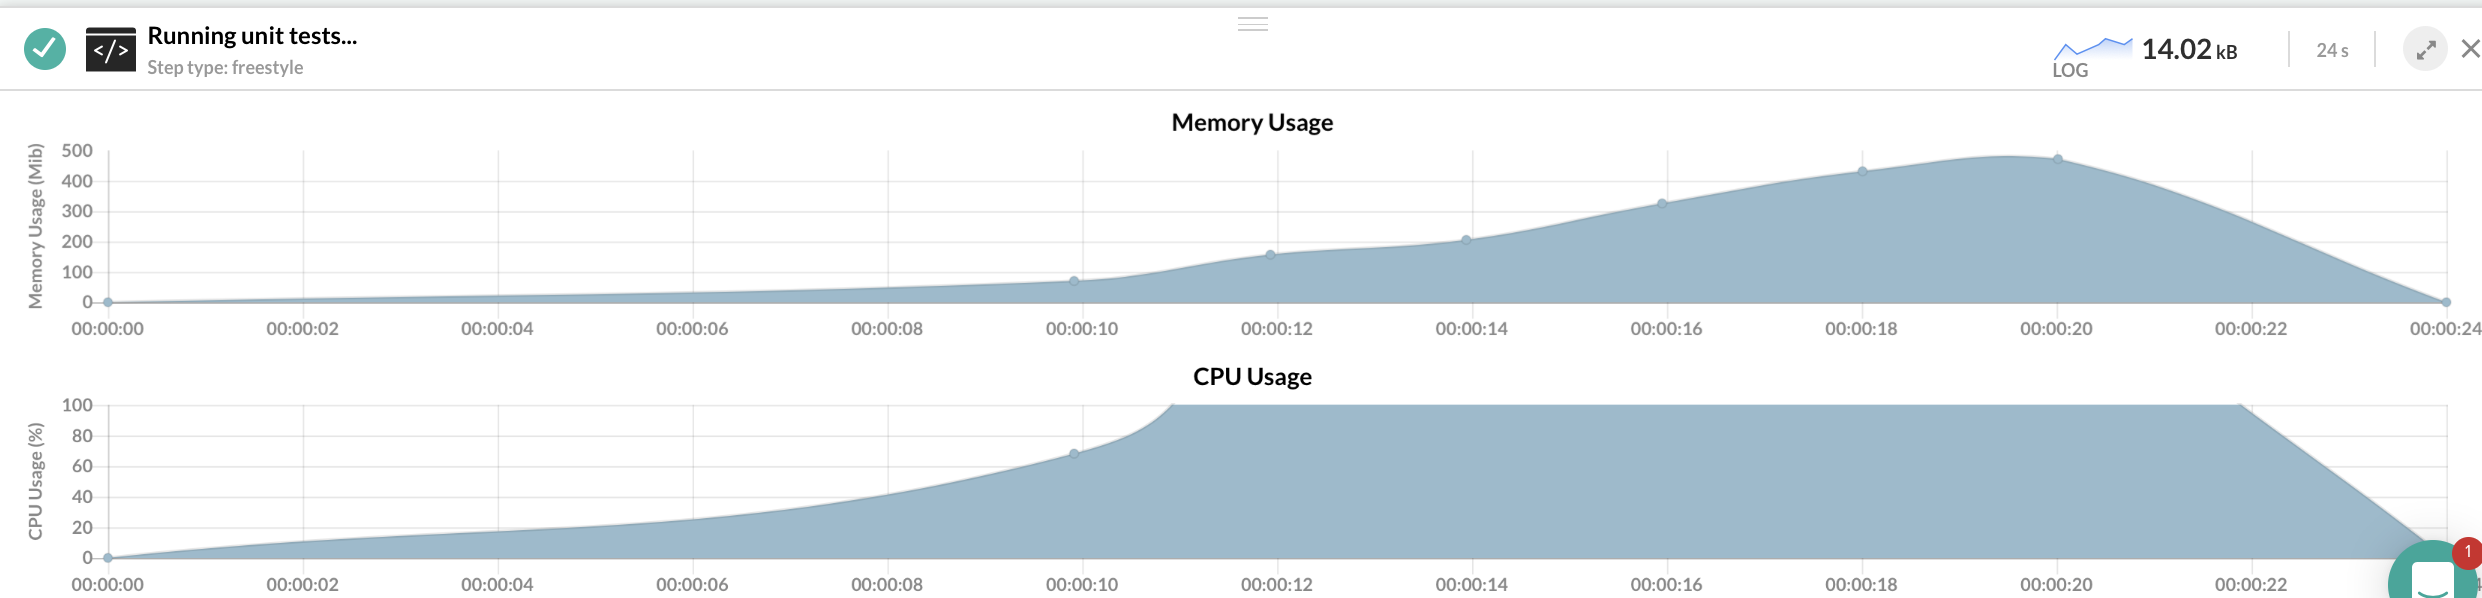 </> Running unit tests...
Step type: freestyle
LOG 14.02 kB
24 s
Memory Usage
Memory Usage (Mib)
500
400
300
200
100
0
00:00:00 00:00:02 00:00:04 00:00:06 00:00:08 00:00:10 00:00:12 00:00:14 00:00:16 00:00:18 00:00:20 00:00:22 00:00:24
CPU Usage
CPU Usage (%)
100
80
60
40
20
0
1
00:00:00 00:00:02 00:00:04 00:00:06 00:00:08 00:00:10 00:00:12 00:00:14 00:00:16 00:00:18 00:00:20 00:00:22